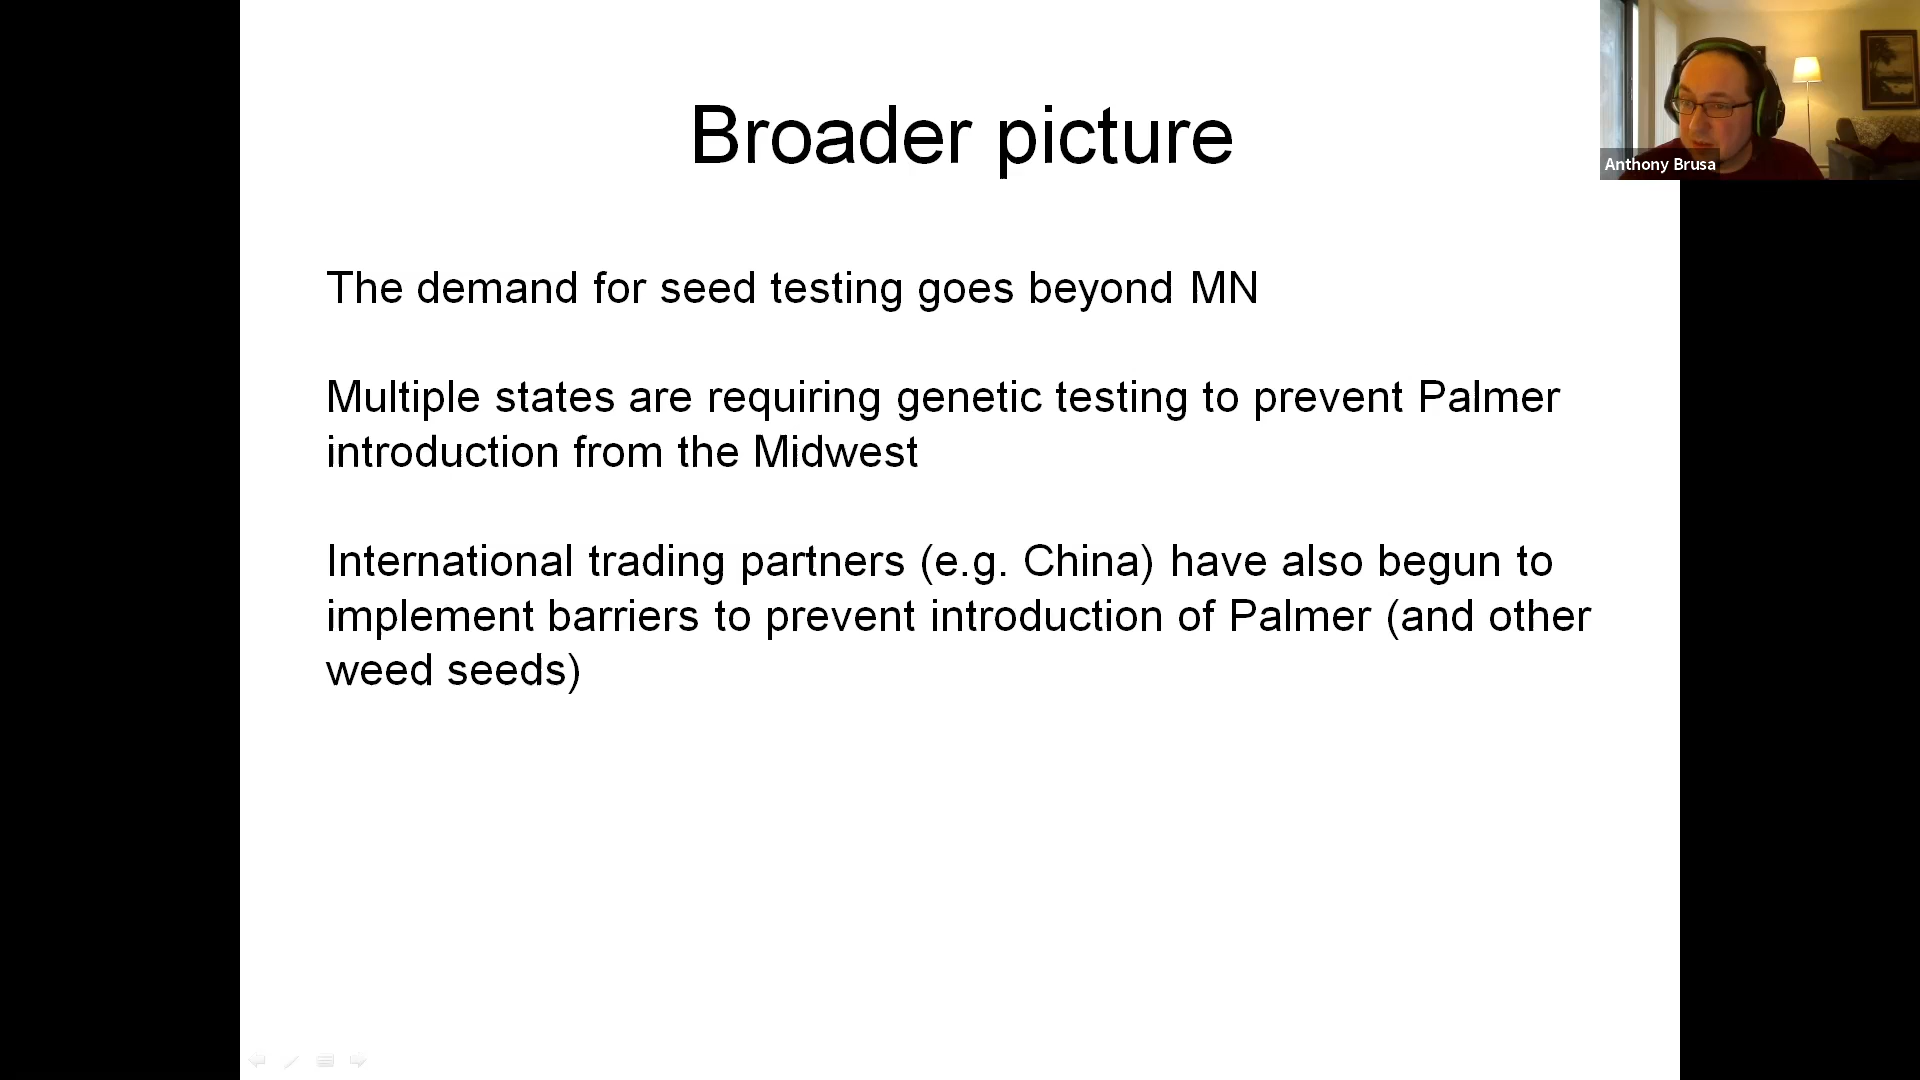 Broader picture
Anthony Brusa
The demand for seed testing goes beyond MN
Multiple states are requiring genetic testing to prevent Palmer
introduction from the Midwest
International trading partners (e.g. China) have also begun to
implement barriers to prevent introduction of Palmer (and other
weed seeds)